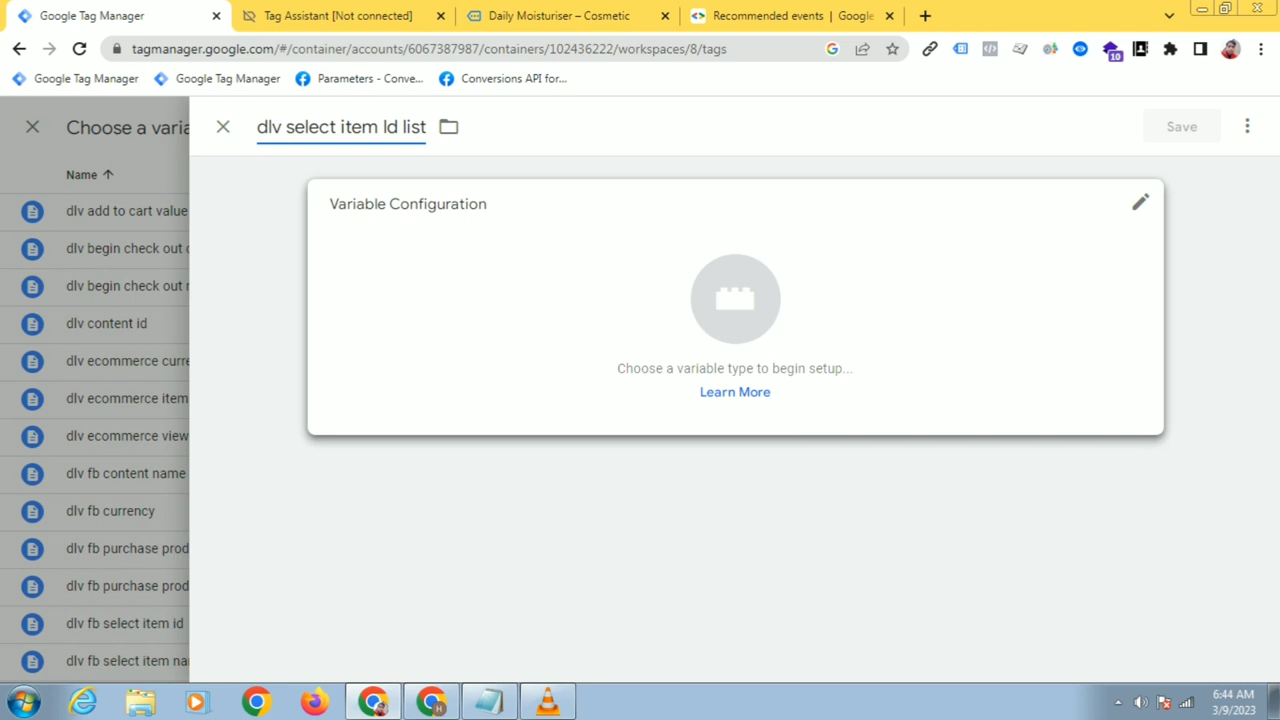 Google Tag Manager
Tag Assistant [Not connected]
Daily Moisturiser – Cosmetic
Recommended events | Google
tagmanager.google.com/#/container/accounts/6067387987/containers/102436222/workspaces/8/tags
10
Google Tag Manager
Google Tag Manager
Parameters - Conve...
Conversions API for...
Choose a varia
dlv select item Id list
Save
Name
Variable Configuration
dlv add to cart value
dlv begin check out
dlv begin check out
dlv content id
dlv ecommerce curre
dlv ecommerce item
dlv ecommerce view
dlv fb content name
dlv fb currency
dlv fb purchase prod
dlv fb purchase prod
dlv fb select item id
dlv fb select item na
Choose a variable type to begin setup...
Learn More
6:44 AM
3/9/2023